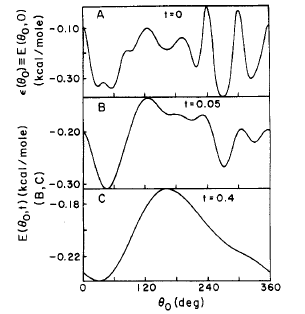 A
t=0
-0.10
-0.30
ε(θ₀)≡E(θ₀,0)
(kcal/mole)
B
t=0.05
-0.20
-0.30
C
t=0.4
-0.18
-0.22
E(θ₀,t) (kcal/mole)
(B,C)
0 120 240 360
θ₀(deg)